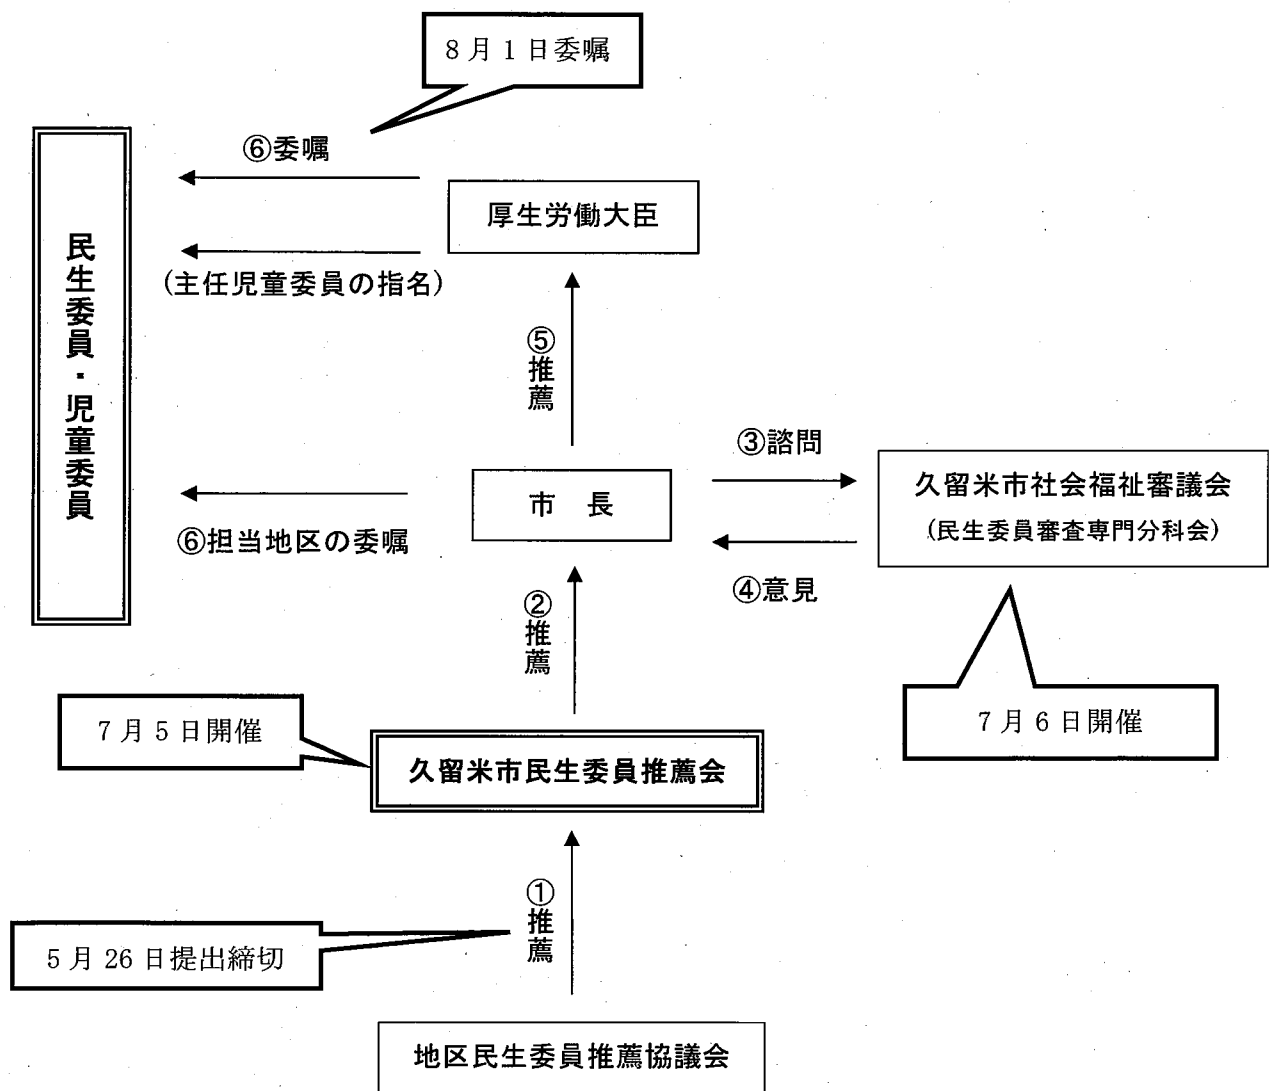 8月1日委嘱
⑥委嘱
厚生労働大臣
(主任児童委員の指名)
民生委員・児童委員
⑤推薦
③諮問
市 長
久留米市社会福祉審議会
(民生委員審査専門分科会)
⑥担当地区の委嘱
④意見
②推薦
7月5日開催
7月6日開催
久留米市民生委員推薦会
①推薦
5月26日提出締切
地区民生委員推薦協議会